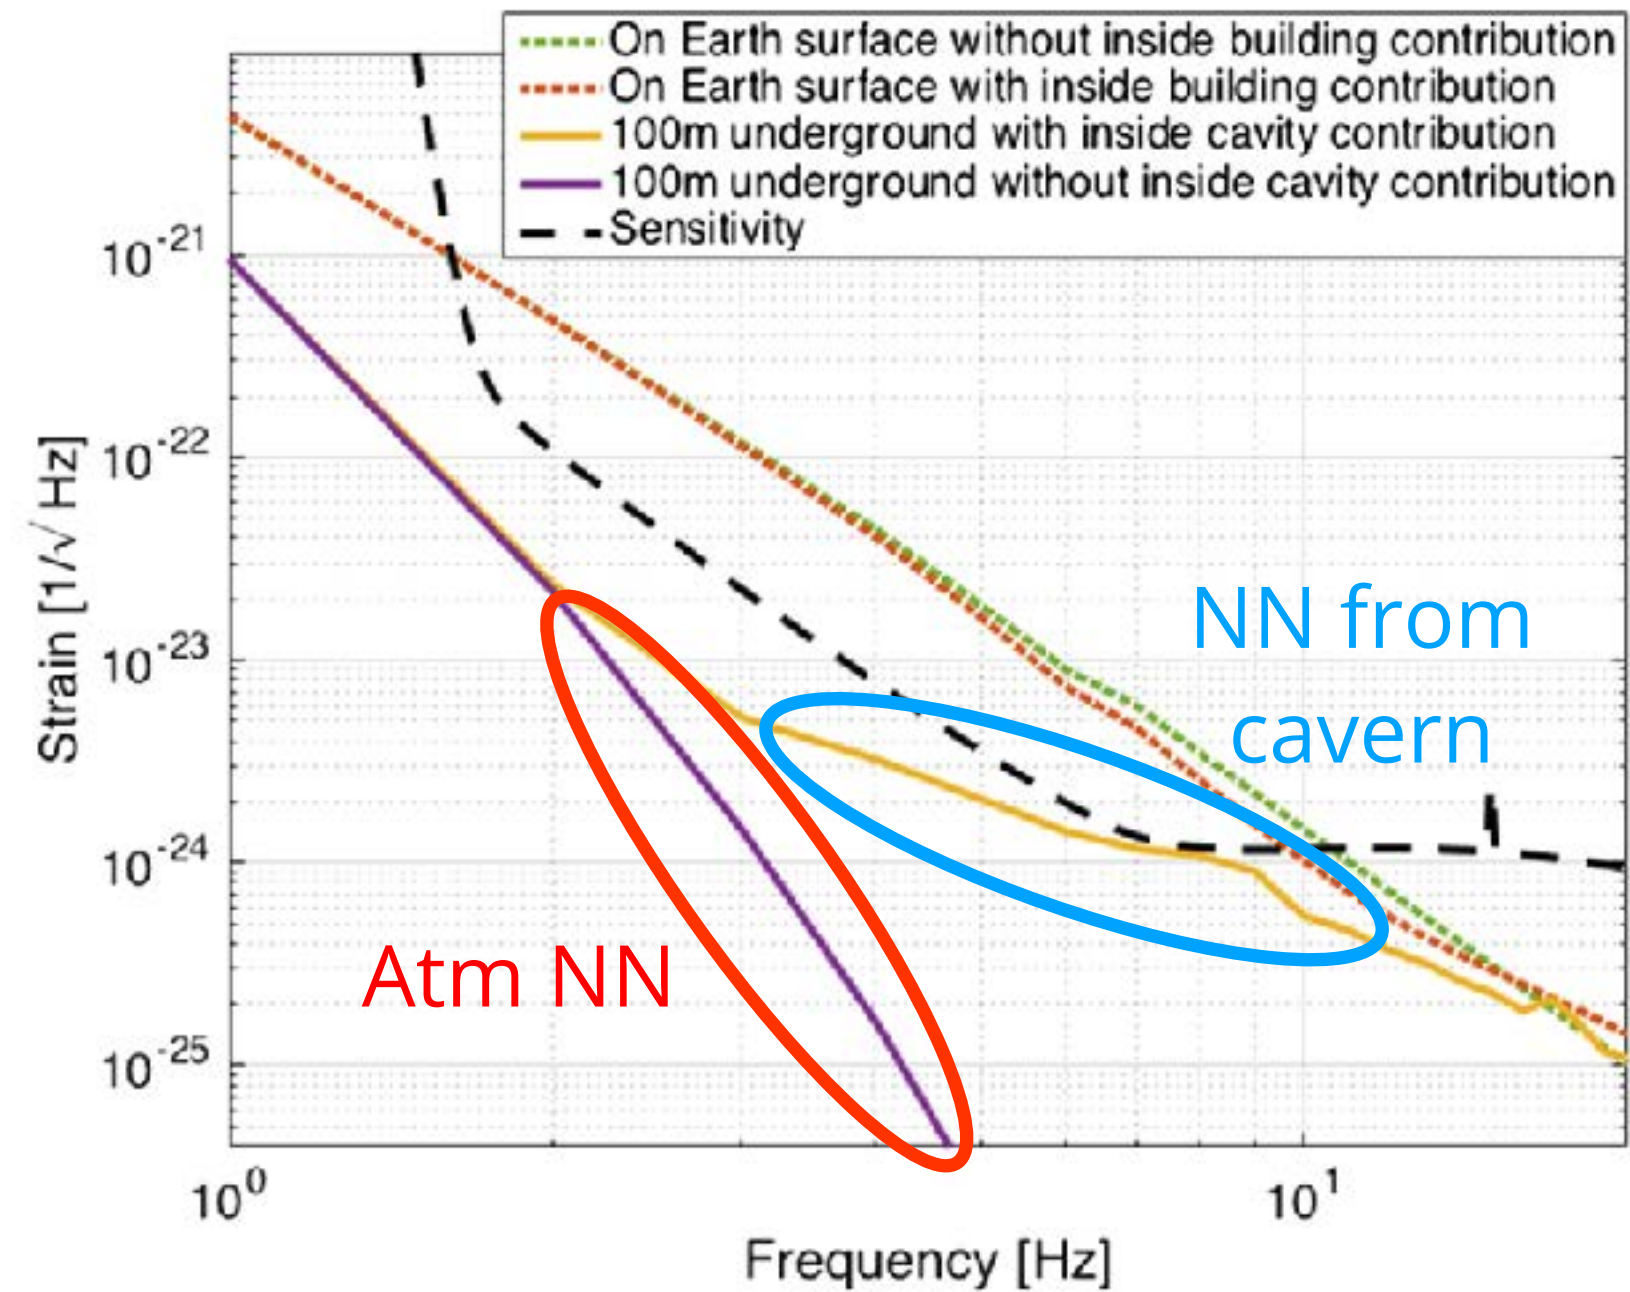 On Earth surface without inside building contribution
On Earth surface with inside building contribution
100m underground with inside cavity contribution
100m underground without inside cavity contribution
Sensitivity
10^-21
10^-22
10^-23
10^-24
10^-25
Strain [1/√ Hz]
NN from
cavern
Atm NN
10^0
10^1
Frequency [Hz]